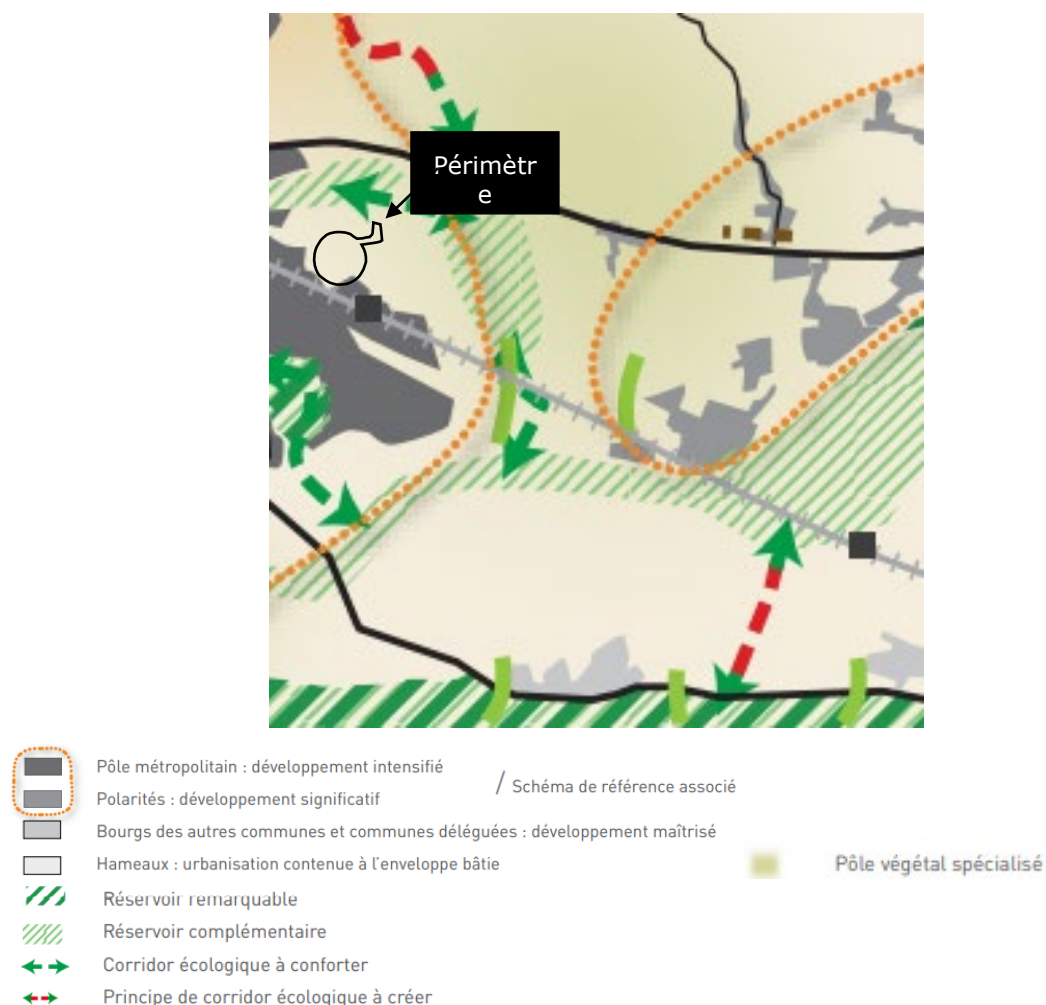 Périmètr
e
Pôle métropolitain : développement intensifié
Polarités : développement significatif
/ Schéma de référence associé
Bourgs des autres communes et communes déléguées : développement maîtrisé
Hameaux : urbanisation contenue à l'enveloppe bâtie
Pôle végétal spécialisé
Réservoir remarquable
Réservoir complémentaire
Corridor écologique à conforter
Principe de corridor écologique à créer